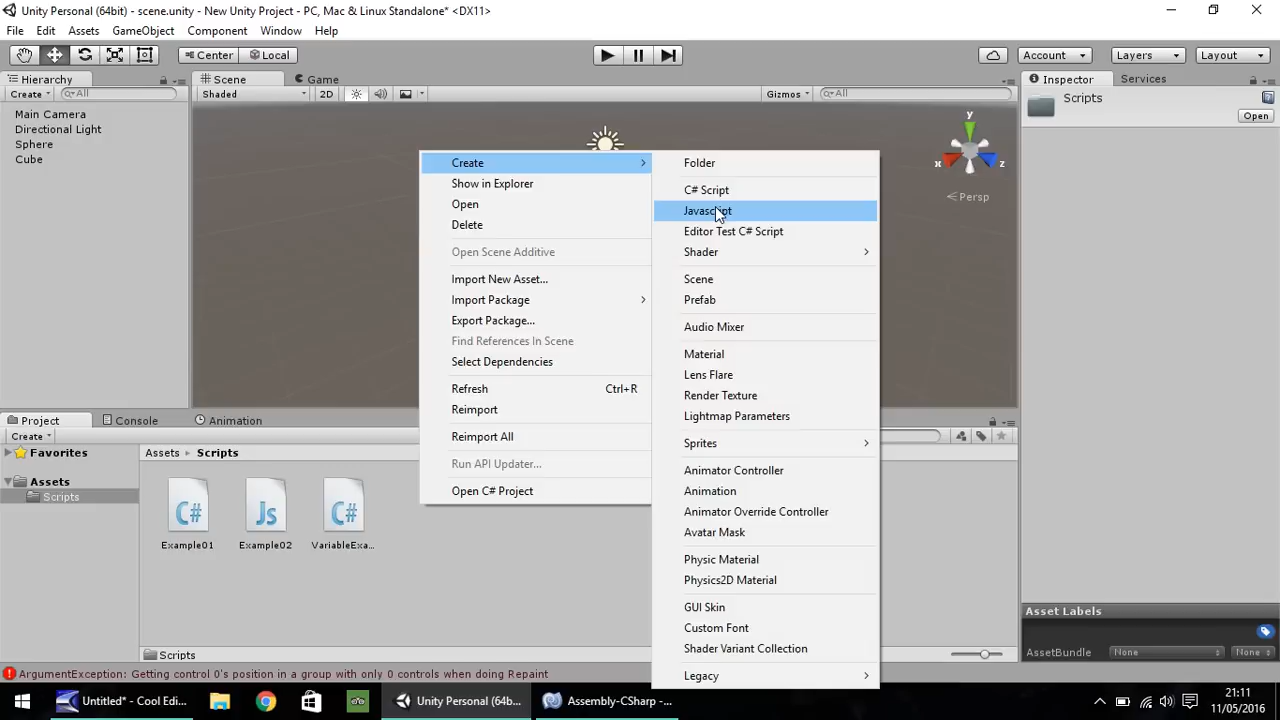 Unity Personal (64bit) - scene.unity - New Unity Project - PC, Mac & Linux Standalone* <DX11>
File Edit Assets GameObject Component Window Help
Center Local Account Layers Layout
Hierarchy Scene Game Inspector Services
Create All Shaded 2D Gizmos All Scripts
Open
Main Camera
Directional Light
Sphere
Cube
y
x
z
Persp
Create
Show in Explorer
Open
Delete
Open Scene Additive
Import New Asset...
Import Package
Export Package...
Find References In Scene
Select Dependencies
Refresh Ctrl+R
Reimport
Reimport All
Run API Updater...
Open C# Project
Folder
C# Script
Javascript
Editor Test C# Script
Shader
Scene
Prefab
Audio Mixer
Material
Lens Flare
Render Texture
Lightmap Parameters
Sprites
Animator Controller
Animation
Animator Override Controller
Avatar Mask
Physic Material
Physics2D Material
GUI Skin
Custom Font
Shader Variant Collection
Legacy
Project Console Animation
Create
Favorites
Assets
Scripts
Assets Scripts
C# Js C#
Example01 Example02 VariableExa...
Scripts
Asset Labels
AssetBundle None None
ArgumentException: Getting control 0's position in a group with only 0 controls when doing Repaint
Untitled* - Cool Edi... Unity Personal (64b... Assembly-CSharp -...
21:11
11/05/2016